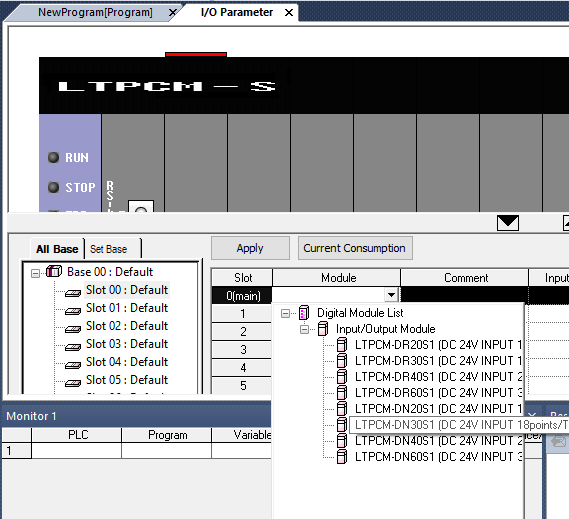 NewProgram[Program]
I/O Parameter
LTPCM-S
RUN
STOP
All Base
Set Base
Apply
Current Consumption
Base 00 : Default
Slot 00 : Default
Slot 01 : Default
Slot 02 : Default
Slot 03 : Default
Slot 04 : Default
Slot 05 : Default
Slot
Module
Comment
Input
0(main)
1
2
3
4
5
Digital Module List
Input/Output Module
LTPCM-DR20S1 (DC 24V INPUT 1
LTPCM-DR30S1 (DC 24V INPUT 1
LTPCM-DR40S1 (DC 24V INPUT 2
LTPCM-DR60S1 (DC 24V INPUT 3
LTPCM-DN20S1 (DC 24V INPUT 1
LTPCM-DN30S1 (DC 24V INPUT 18points/T
LTPCM-DN40S1 (DC 24V INPUT 2
LTPCM-DN60S1 (DC 24V INPUT 3
Monitor 1
PLC
Program
Variable
1